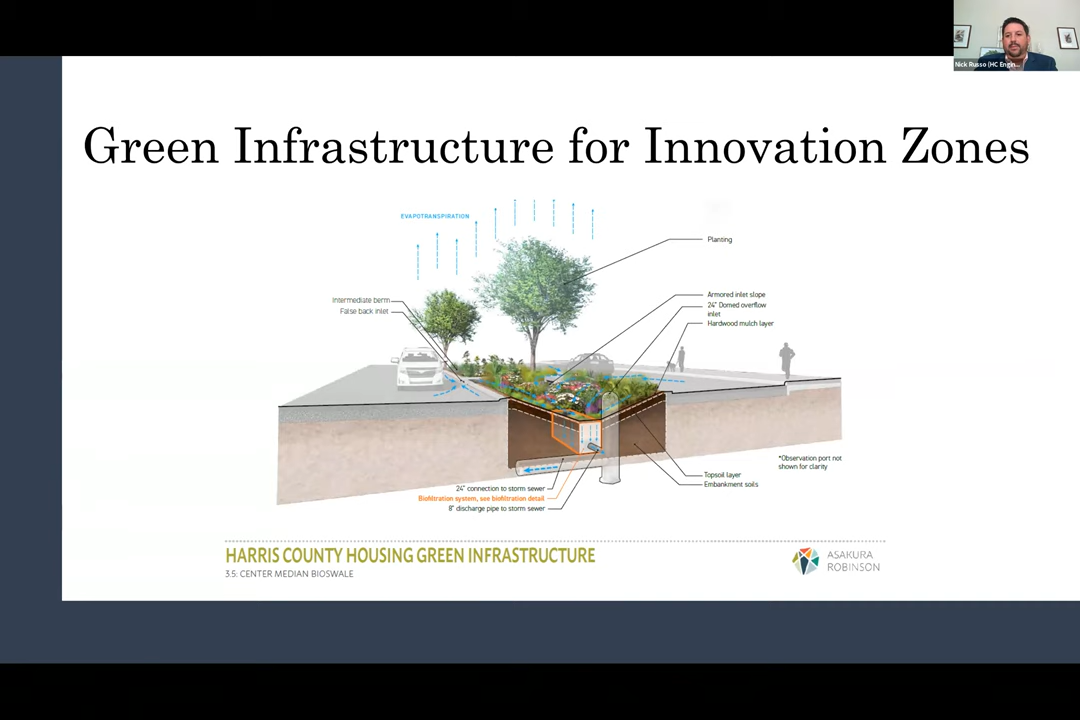 Nick Russo (HC Engin...
Green Infrastructure for Innovation Zones
EVAPOTRANSPIRATION
Planting
Intermediate berm
False back inlet
Armored inlet slope
24" Domed overflow
inlet
Hardwood mulch layer
*Observation port not
shown for clarity
Topsoil layer
Embankment soils
24" connection to storm sewer
Biofiltration system, see biofiltration detail
8" discharge pipe to storm sewer
HARRIS COUNTY HOUSING GREEN INFRASTRUCTURE
3.5: CENTER MEDIAN BIOSWALE
ASAKURA
ROBINSON